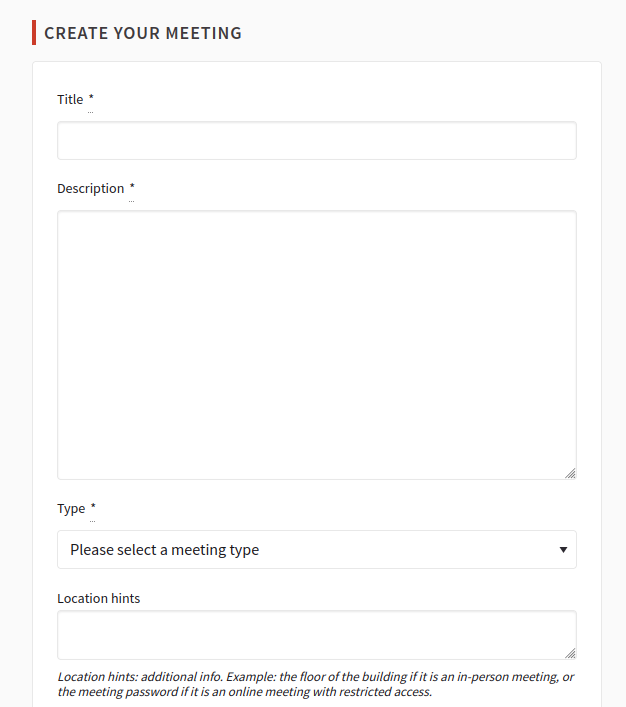 CREATE YOUR MEETING
Title *
Description *
Type *
Please select a meeting type
Location hints
Location hints: additional info. Example: the floor of the building if it is an in-person meeting, or
the meeting password if it is an online meeting with restricted access.